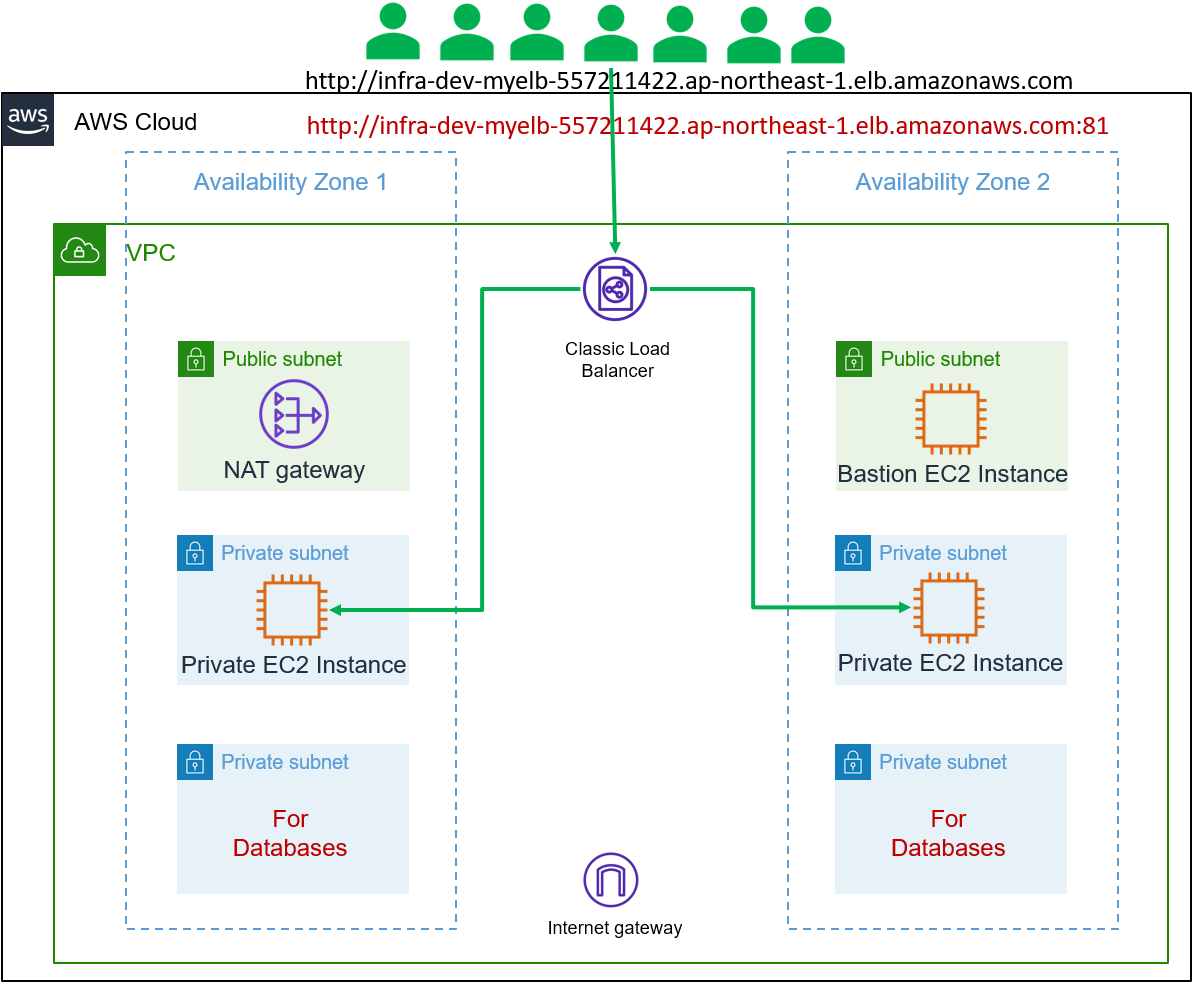 http://infra-dev-myelb-557211422.ap-northeast-1.elb.amazonaws.com
aws
AWS Cloud
http://infra-dev-myelb-557211422.ap-northeast-1.elb.amazonaws.com:81
Availability Zone 1
Availability Zone 2
VPC
Classic Load
Balancer
Public subnet
NAT gateway
Public subnet
Bastion EC2 Instance
Private subnet
Private EC2 Instance
Private subnet
Private EC2 Instance
Private subnet
For
Databases
Private subnet
For
Databases
Internet gateway